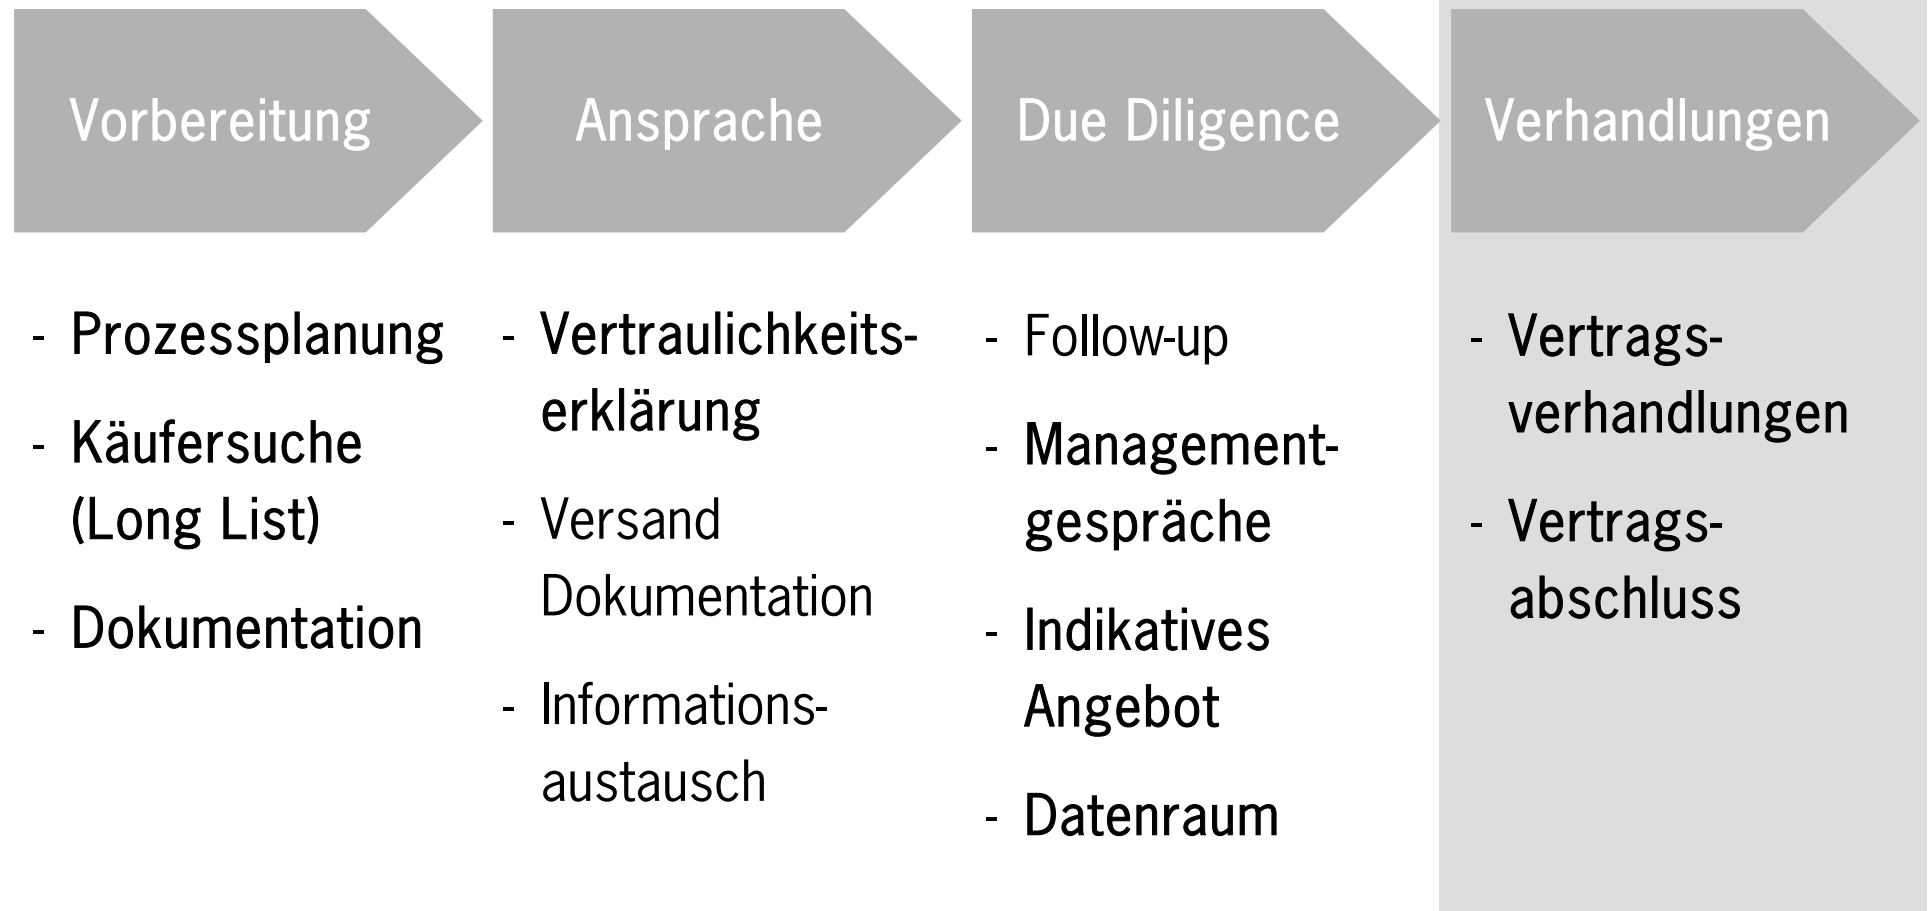 Vorbereitung
Ansprache
Due Diligence
Verhandlungen
- Prozessplanung
- Käufersuche
(Long List)
- Dokumentation
- Vertraulichkeits-
erklärung
- Versand
Dokumentation
- Informations-
austausch
- Follow-up
- Management-
gespräche
- Indikatives
Angebot
- Datenraum
- Vertrags-
verhandlungen
- Vertrags-
abschluss